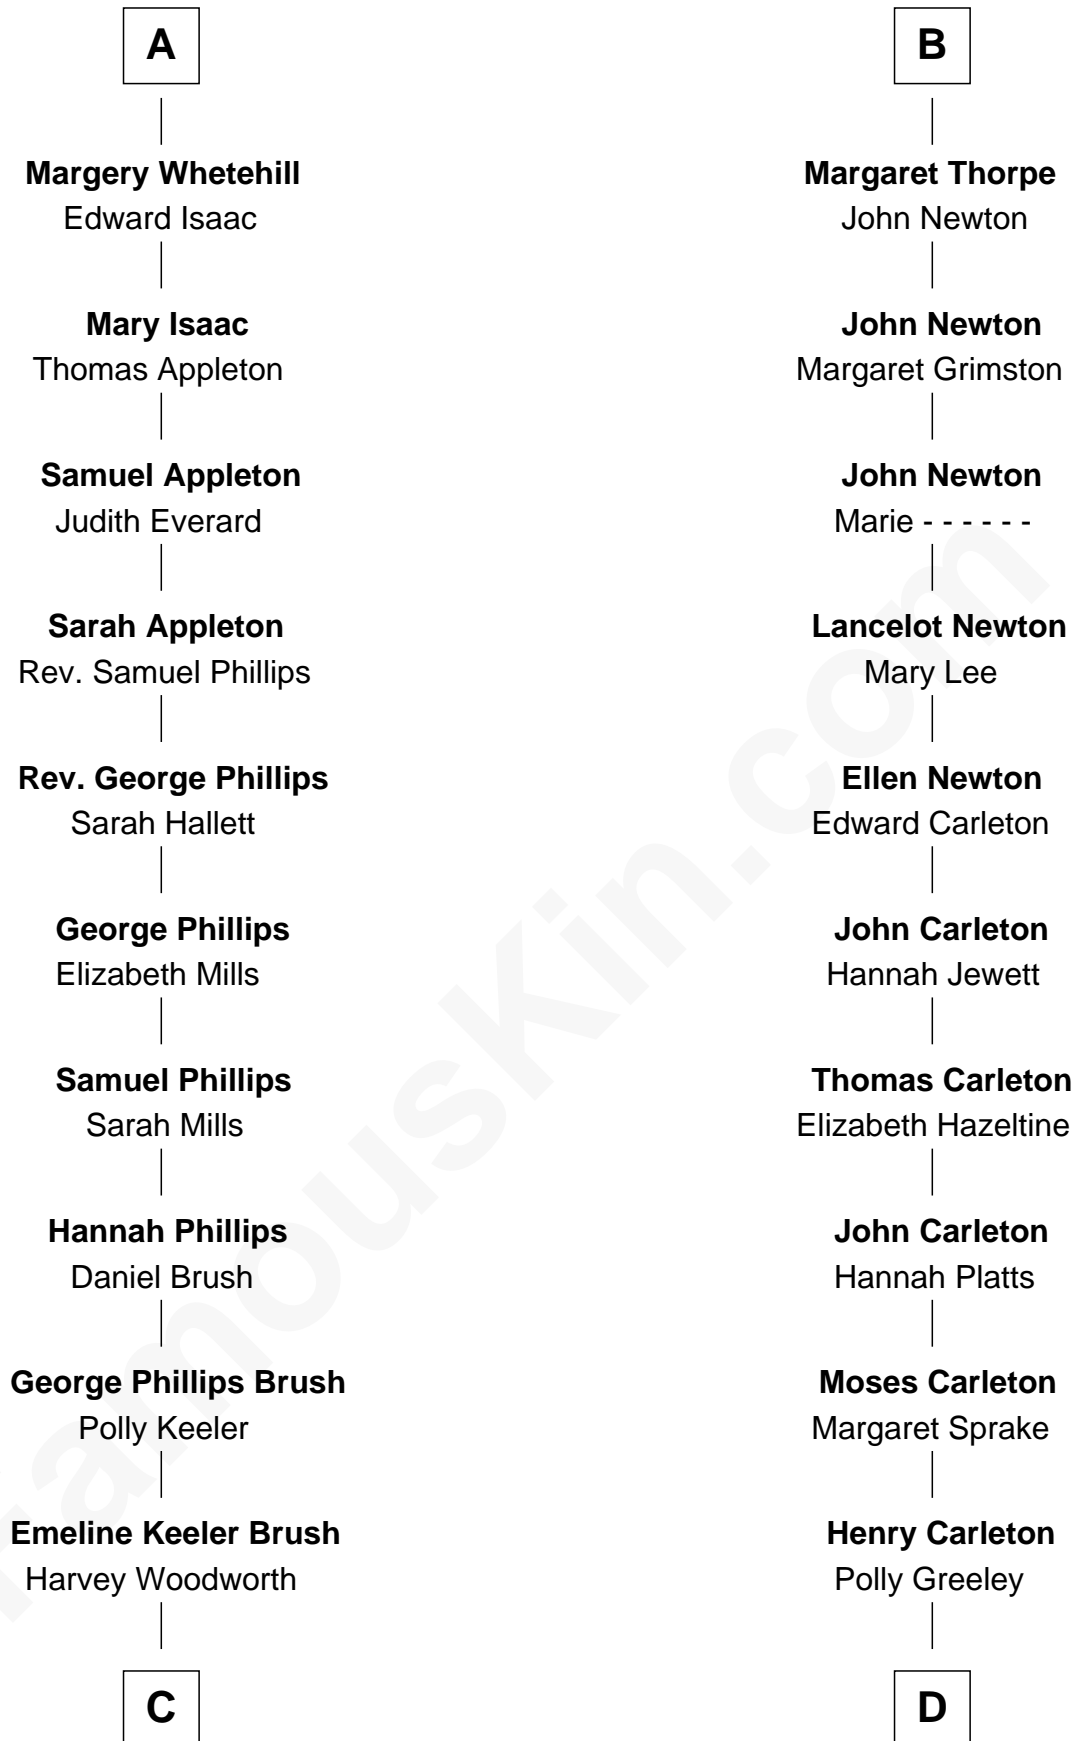 A
Margery Whetehill
Edward Isaac
Mary Isaac
Thomas Appleton
Samuel Appleton
Judith Everard
Sarah Appleton
Rev. Samuel Phillips
Rev. George Phillips
Sarah Hallett
George Phillips
Elizabeth Mills
Samuel Phillips
Sarah Mills
Hannah Phillips
Daniel Brush
George Phillips Brush
Polly Keeler
Emeline Keeler Brush
Harvey Woodworth
C
B
Margaret Thorpe
John Newton
John Newton
Margaret Grimston
John Newton
Marie - - - - - -
Lancelot Newton
Mary Lee
Ellen Newton
Edward Carleton
John Carleton
Hannah Jewett
Thomas Carleton
Elizabeth Hazeltine
John Carleton
Hannah Platts
Moses Carleton
Margaret Sprake
Henry Carleton
Polly Greeley
D
FamousKin.com